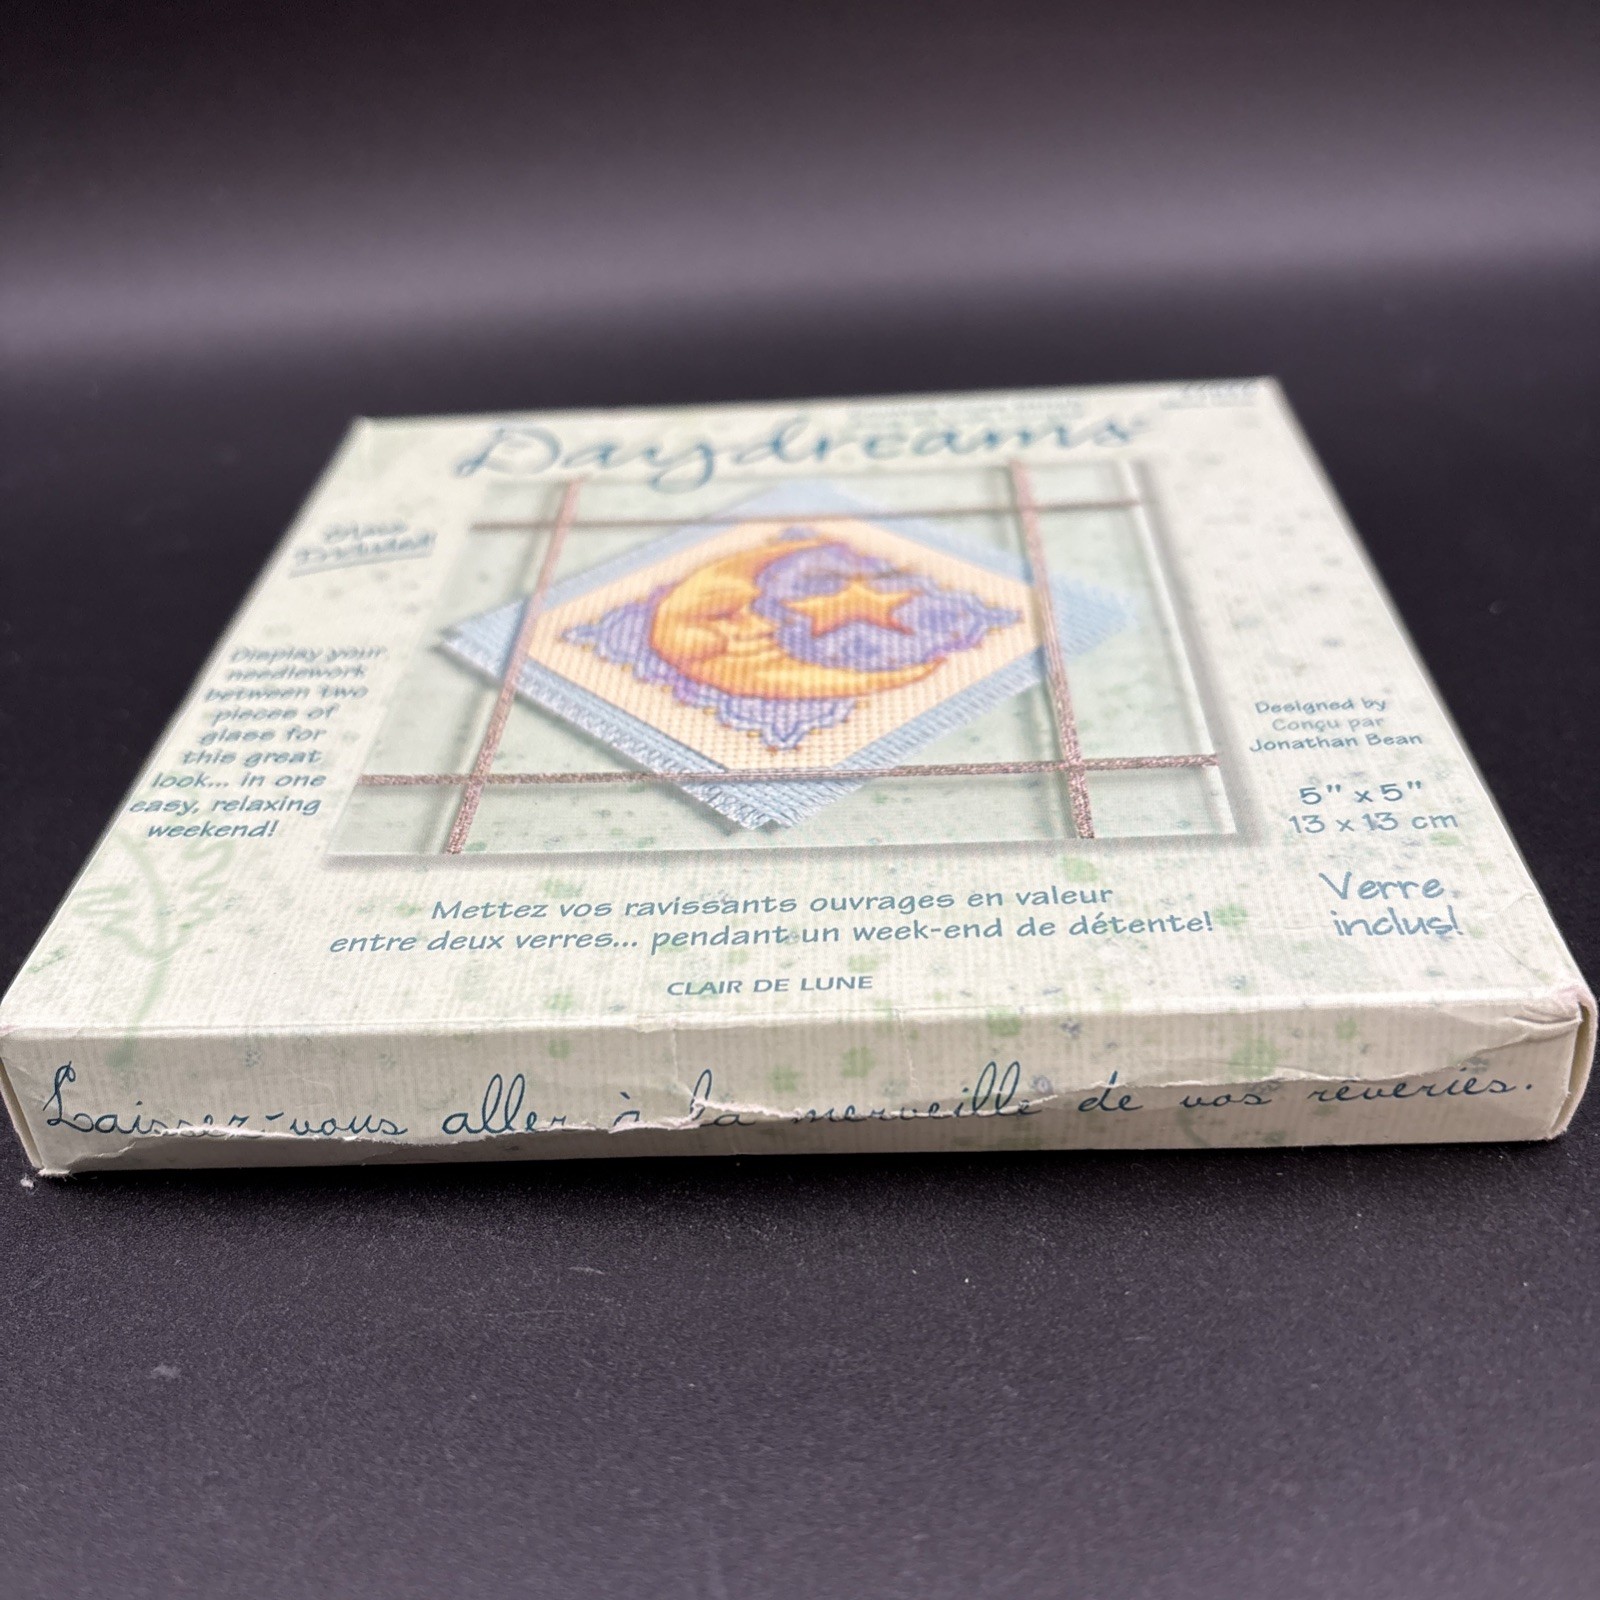 Daydreams
Glass
Included!
Display your
needlework
between two
pieces of
glass for
this great
look... in one
easy, relaxing
weekend!
Designed by
Conçu par
Jonathan Bean
5" x 5"
13 x 13 cm
Verre
inclus!
Mettez vos ravissants ouvrages en valeur
entre deux verres... pendant un week-end de détente!
CLAIR DE LUNE
Laissez-vous aller à la merveille de vos rêveries.